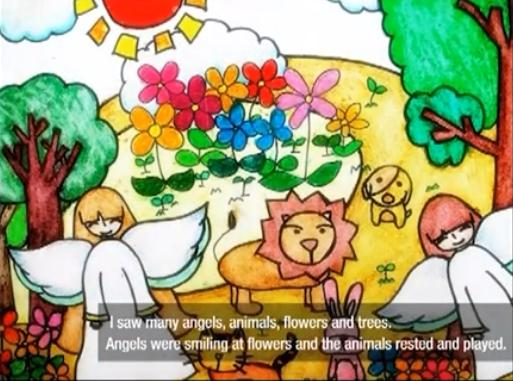 I saw many angels, animals, flowers and trees.
Angels were smiling at flowers and the animals rested and played.